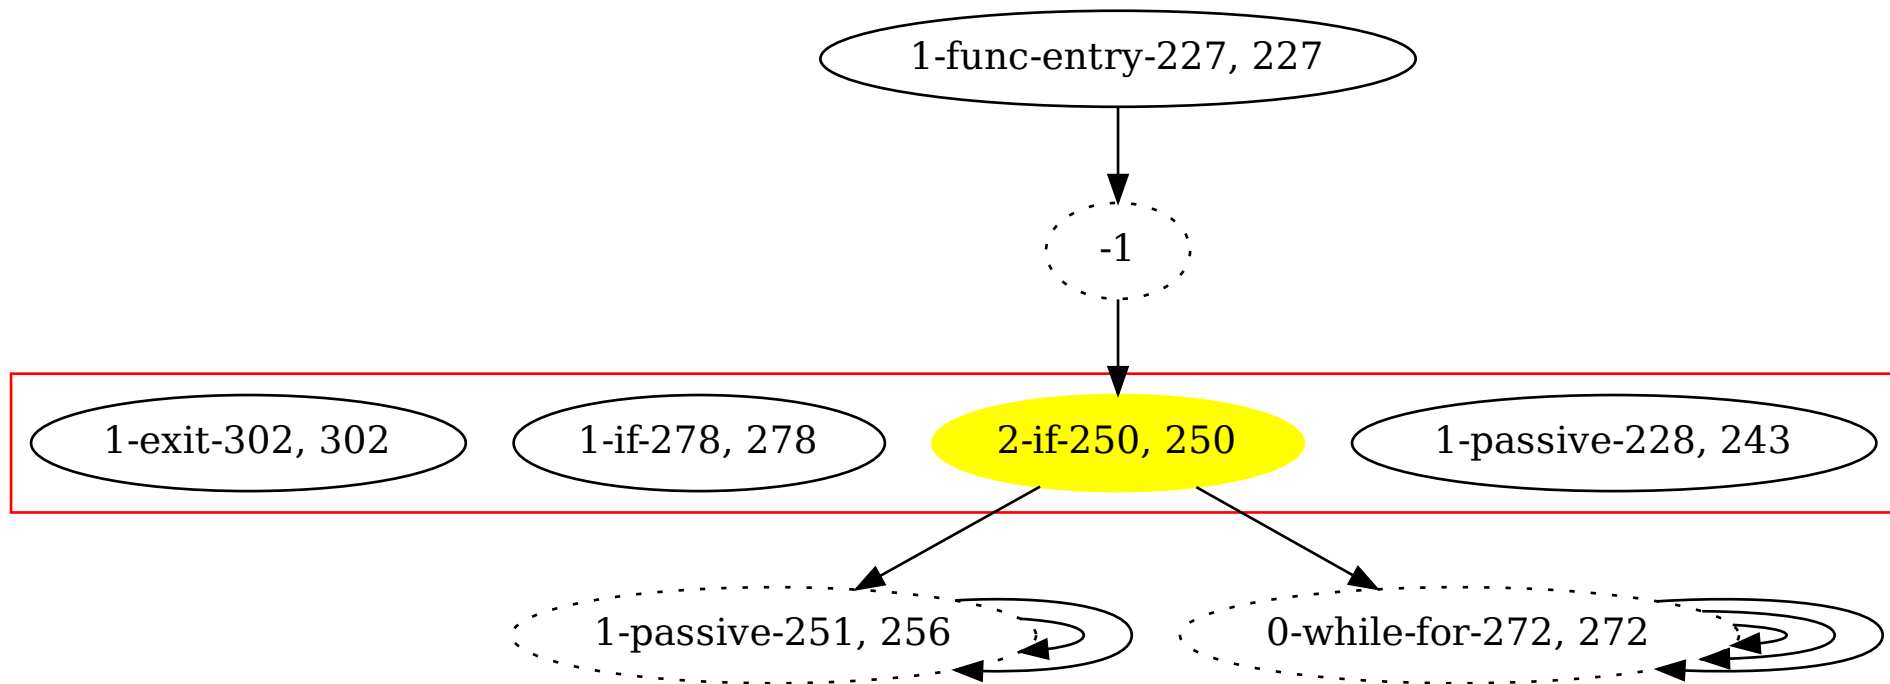 1-func-entry-227, 227
-1
1-exit-302, 302
1-if-278, 278
2-if-250, 250
1-passive-228, 243
1-passive-251, 256
0-while-for-272, 272